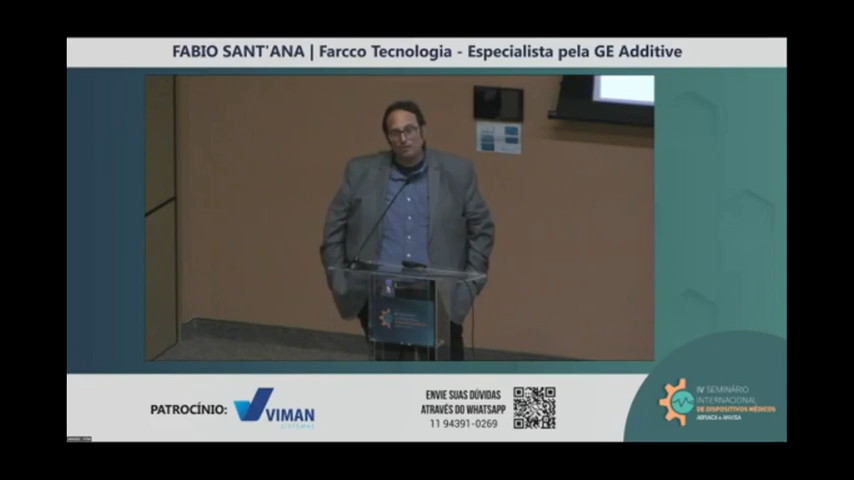 FABIO SANT'ANA | Farcco Tecnologia - Especialista pela GE Additive
PATROCÍNIO:
VIMAN
SISTEMAS
ENVIE SUAS DÚVIDAS
ATRAVÉS DO WHATSAPP
11 94391-0269
IV SEMINÁRIO
INTERNACIONAL
DE DISPOSITIVOS MÉDICOS